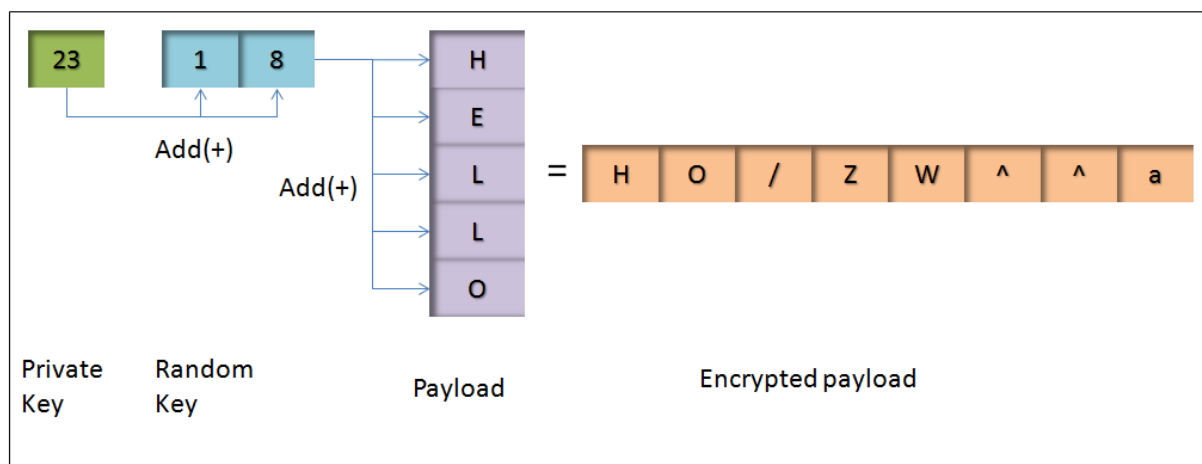 23
1 8
Add(+)
Add(+)
H
E
L
L
O
=
H O / Z W ^ ^ a
Private Key
Random Key
Payload
Encrypted payload